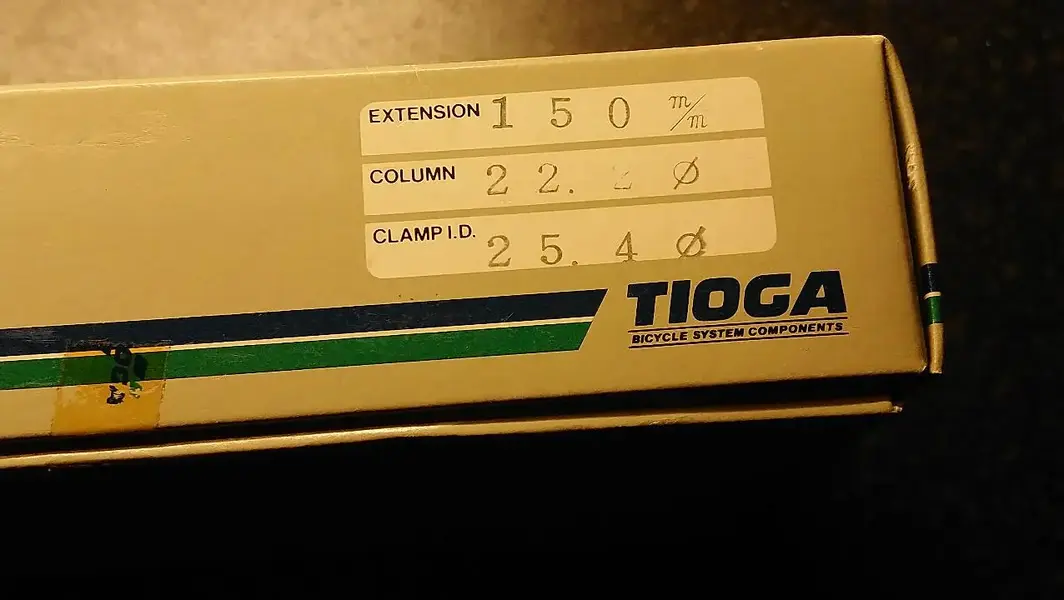 EXTENSION 150 m/m
COLUMN 22.2 Ø
CLAMP I.D. 25.4 Ø
TIOGA
BICYCLE SYSTEM COMPONENTS